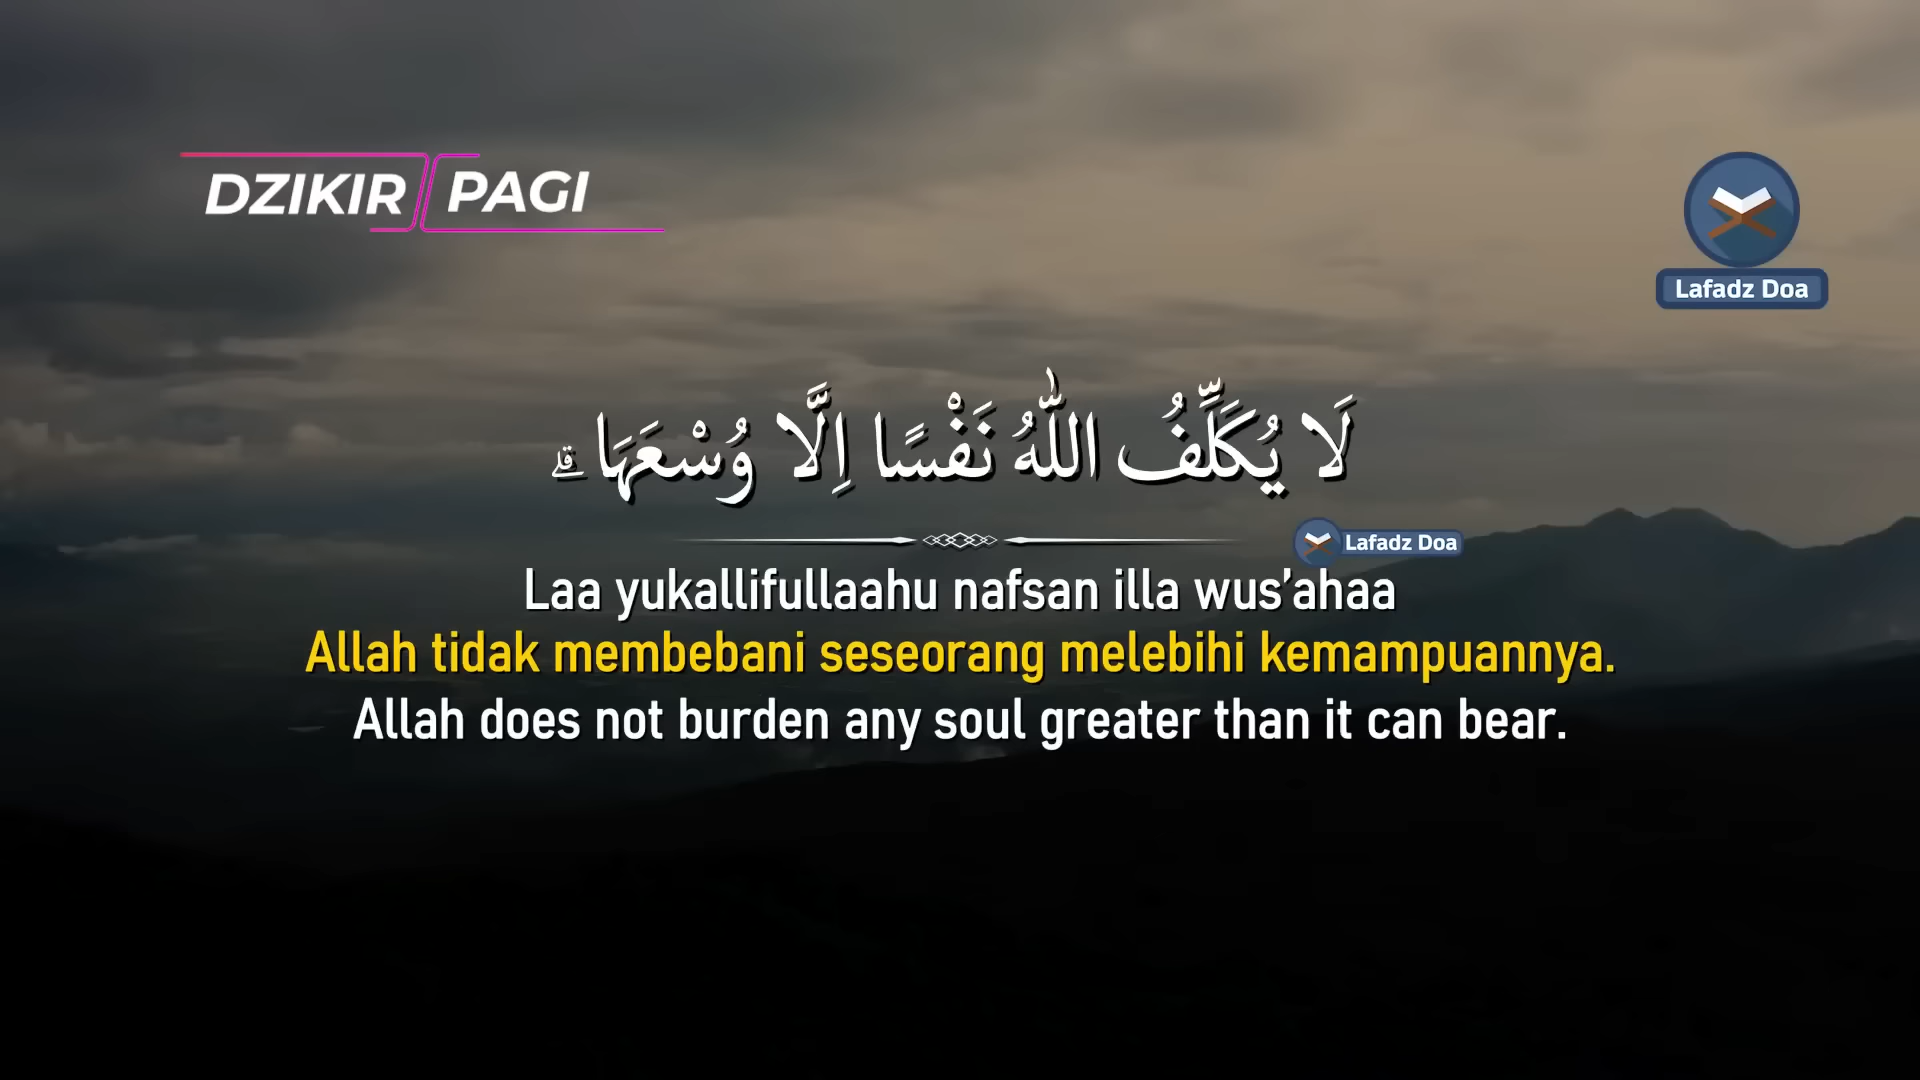 DZIKIR PAGI
Lafadz Doa
لَا يُكَلِّفُ اللّٰهُ نَفْسًا اِلَّا وُسْعَهَا ۗ
Lafadz Doa
Laa yukallifullaahu nafsan illa wus’ahaa
Allah tidak membebani seseorang melebihi kemampuannya.
Allah does not burden any soul greater than it can bear.